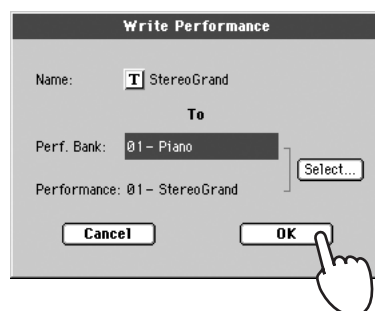 Write Performance
Name: T StereoGrand
To
Perf. Bank: 01- Piano
Select...
Performance: 01- StereoGrand
Cancel OK